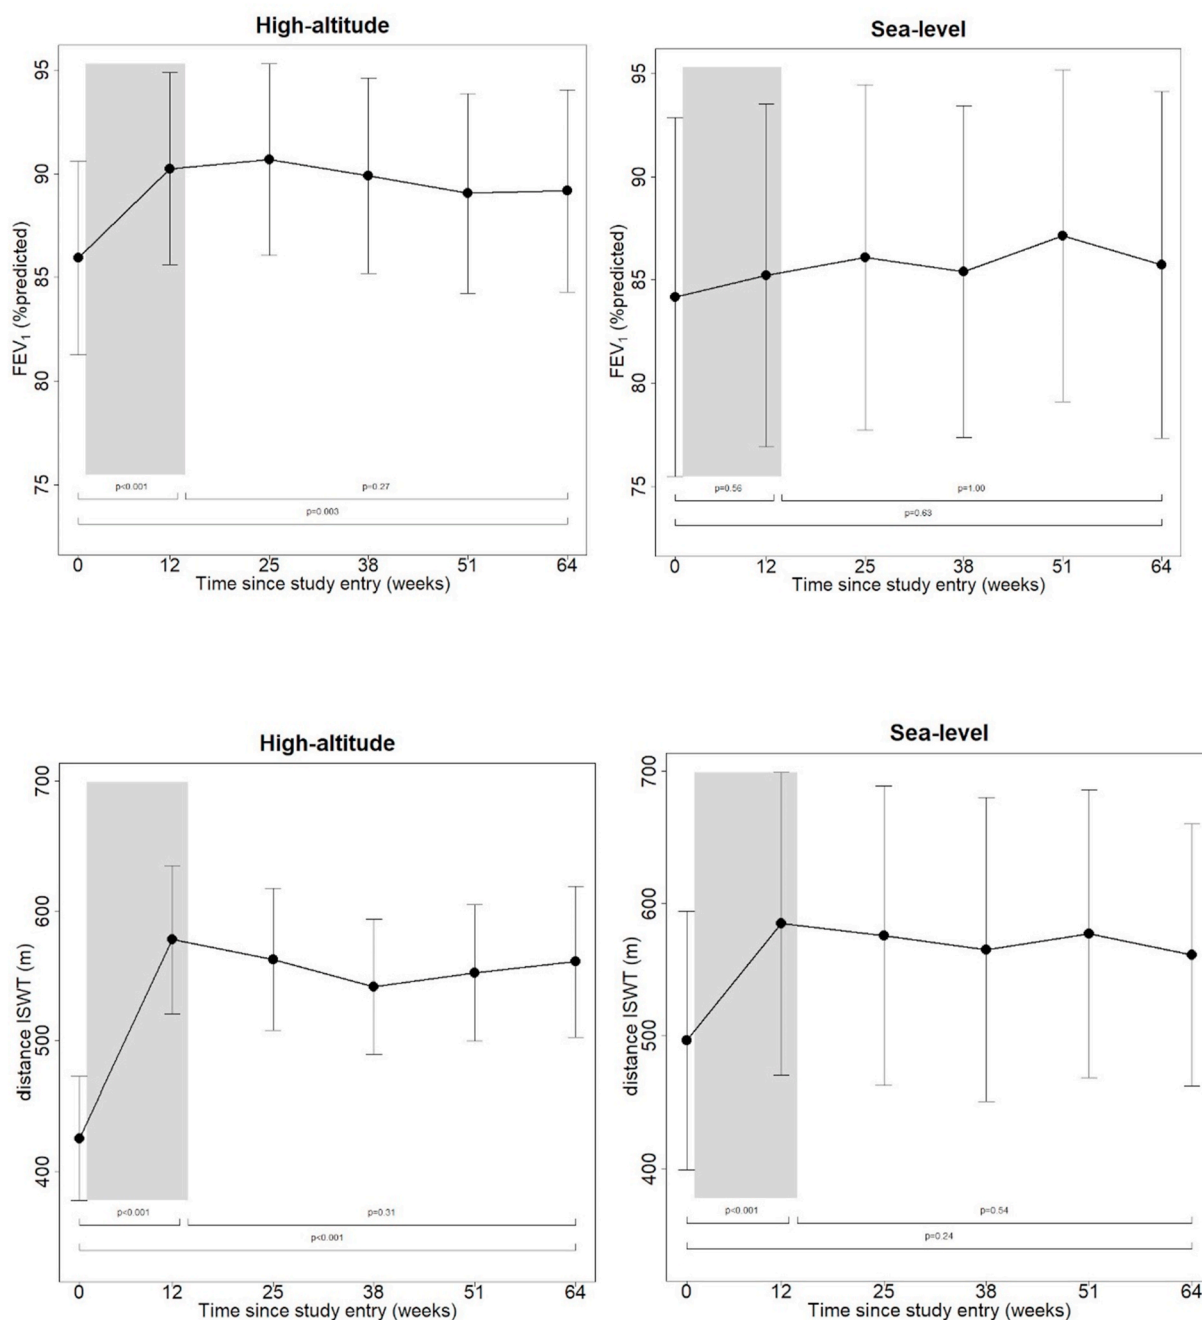 High-altitude
FEV₁ (%predicted)
95
90
85
80
75
p<0.001
p=0.27
p=0.003
0 12 25 38 51 64
Time since study entry (weeks)
Sea-level
FEV₁ (%predicted)
95
90
85
80
75
p=0.56
p=1.00
p=0.63
0 12 25 38 51 64
Time since study entry (weeks)
High-altitude
distance ISWT (m)
700
600
500
400
p<0.001
p=0.31
p<0.001
0 12 25 38 51 64
Time since study entry (weeks)
Sea-level
distance ISWT (m)
700
600
500
400
p<0.001
p=0.54
p=0.24
0 12 25 38 51 64
Time since study entry (weeks)